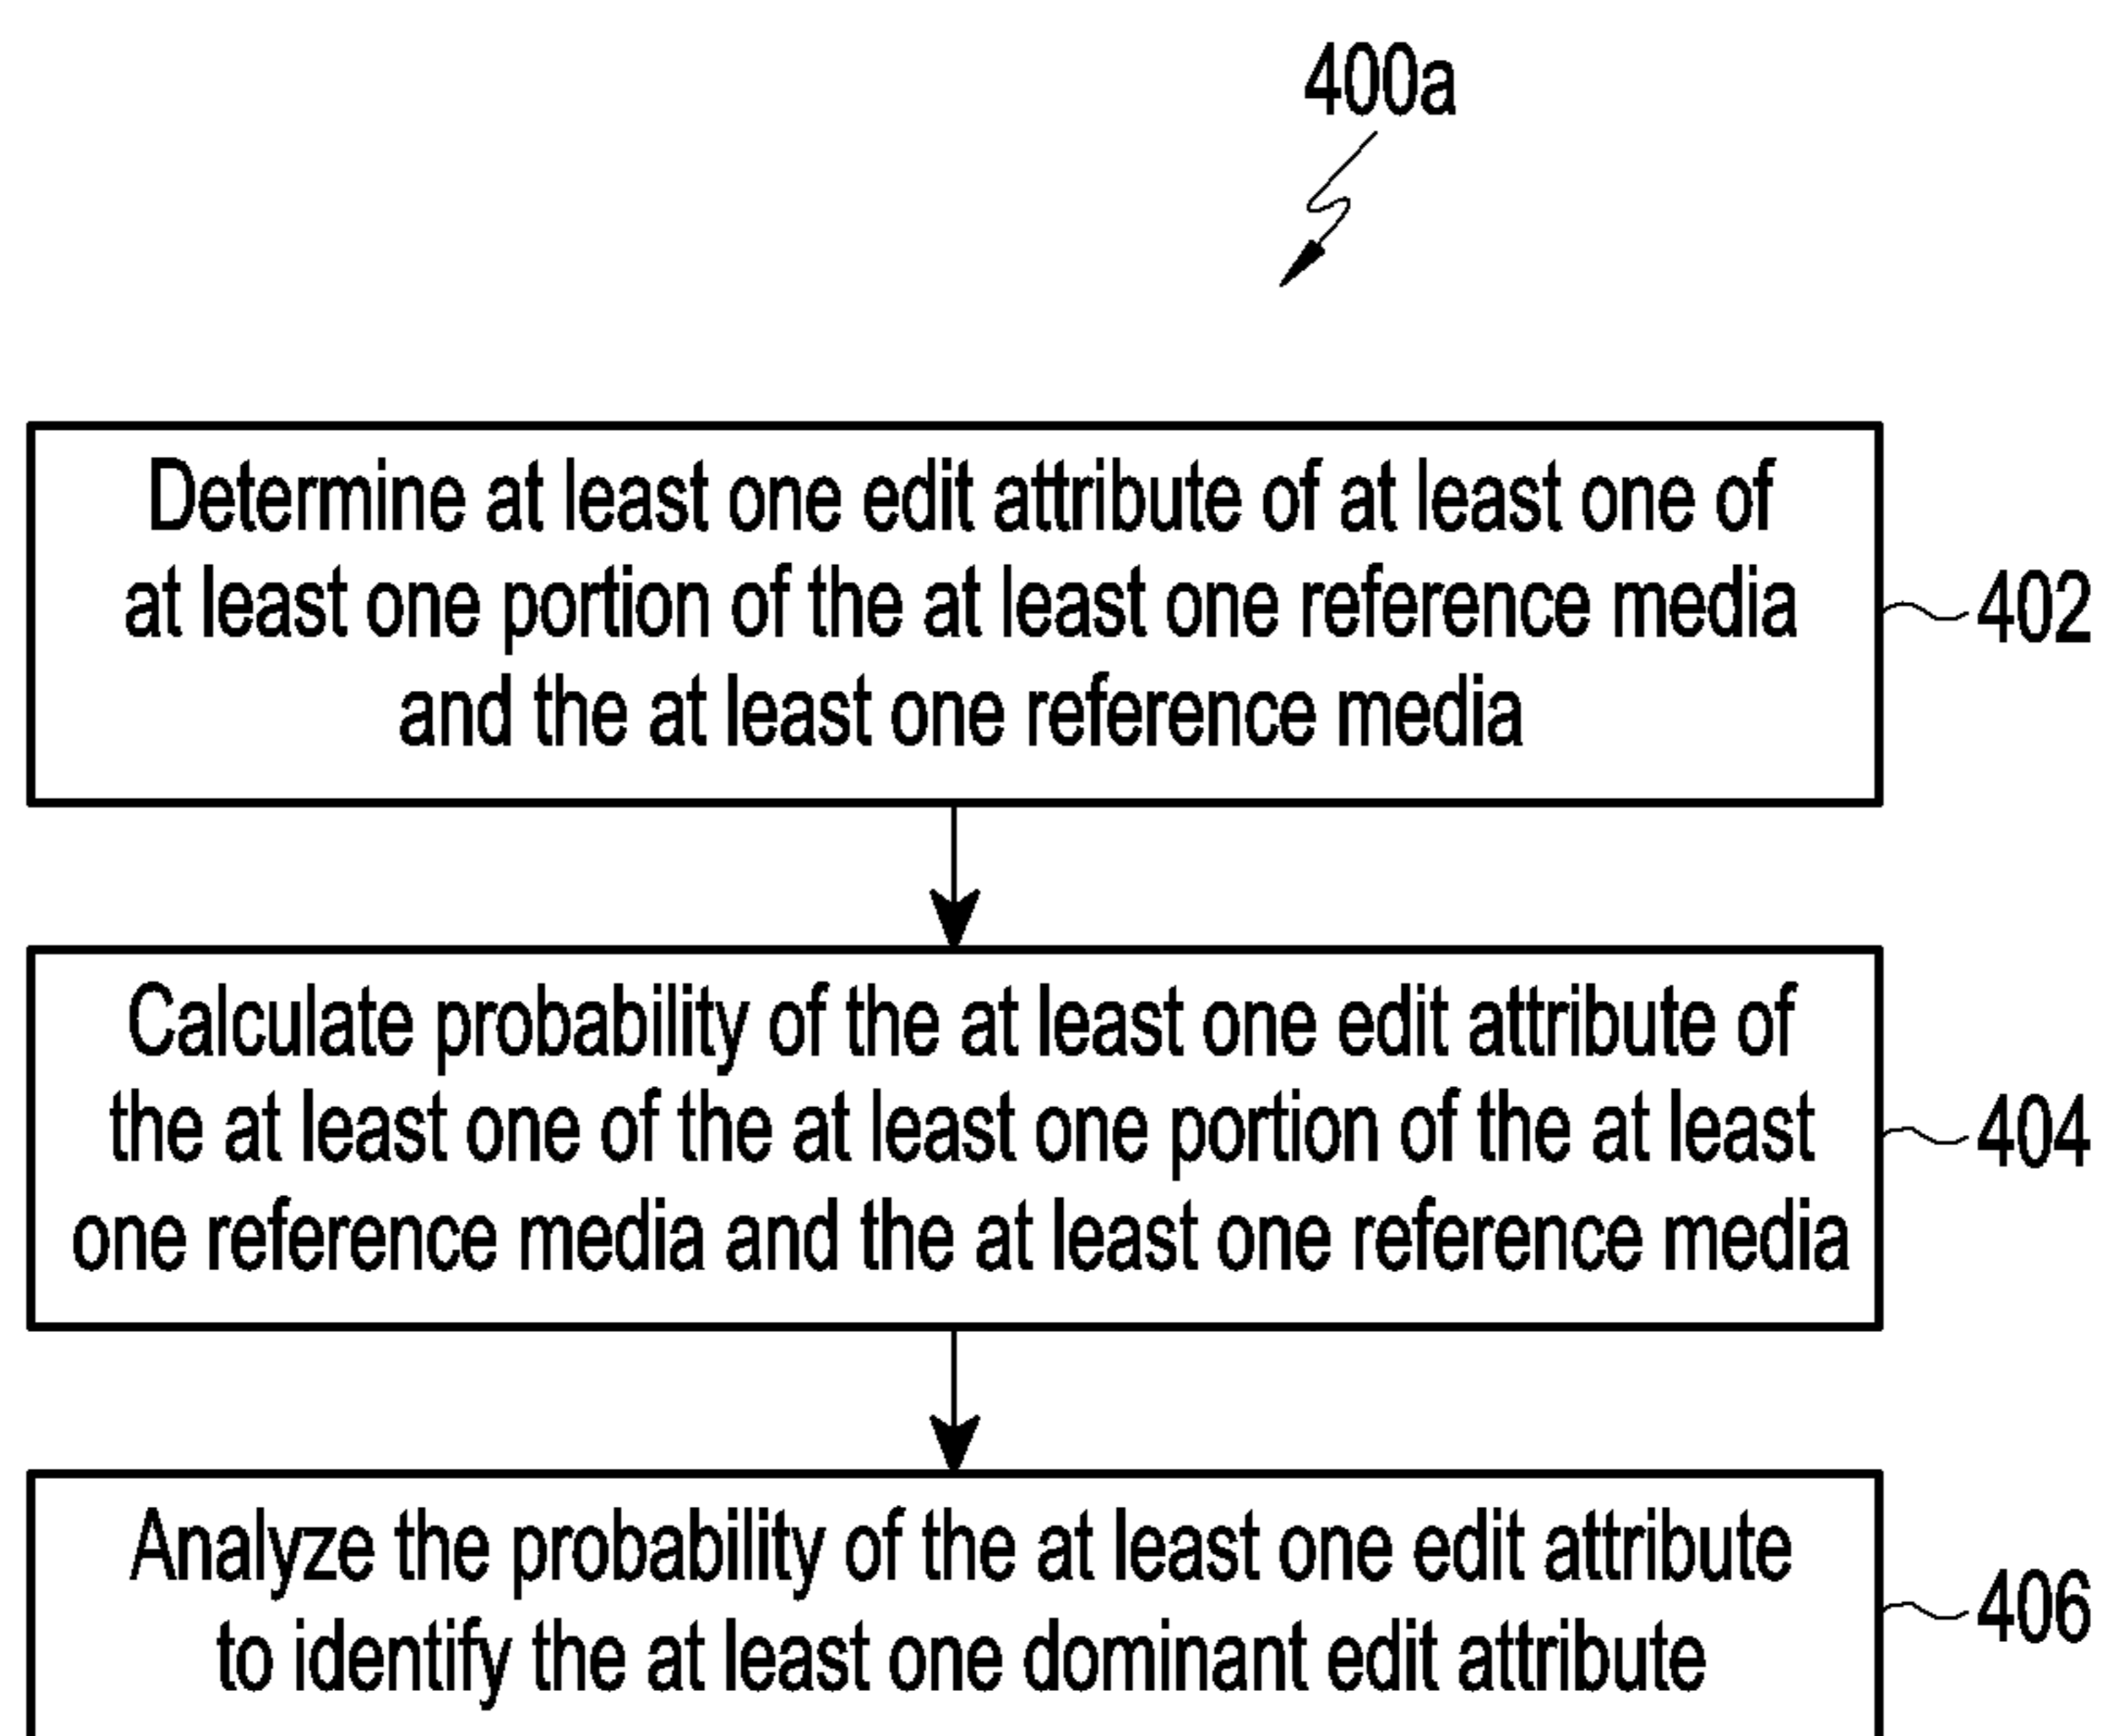 400a
Determine at least one edit attribute of at least one of
at least one portion of the at least one reference media
and the at least one reference media
402
Calculate probability of the at least one edit attribute of
the at least one of the at least one portion of the at least
one reference media and the at least one reference media
404
Analyze the probability of the at least one edit attribute
to identify the at least one dominant edit attribute
406